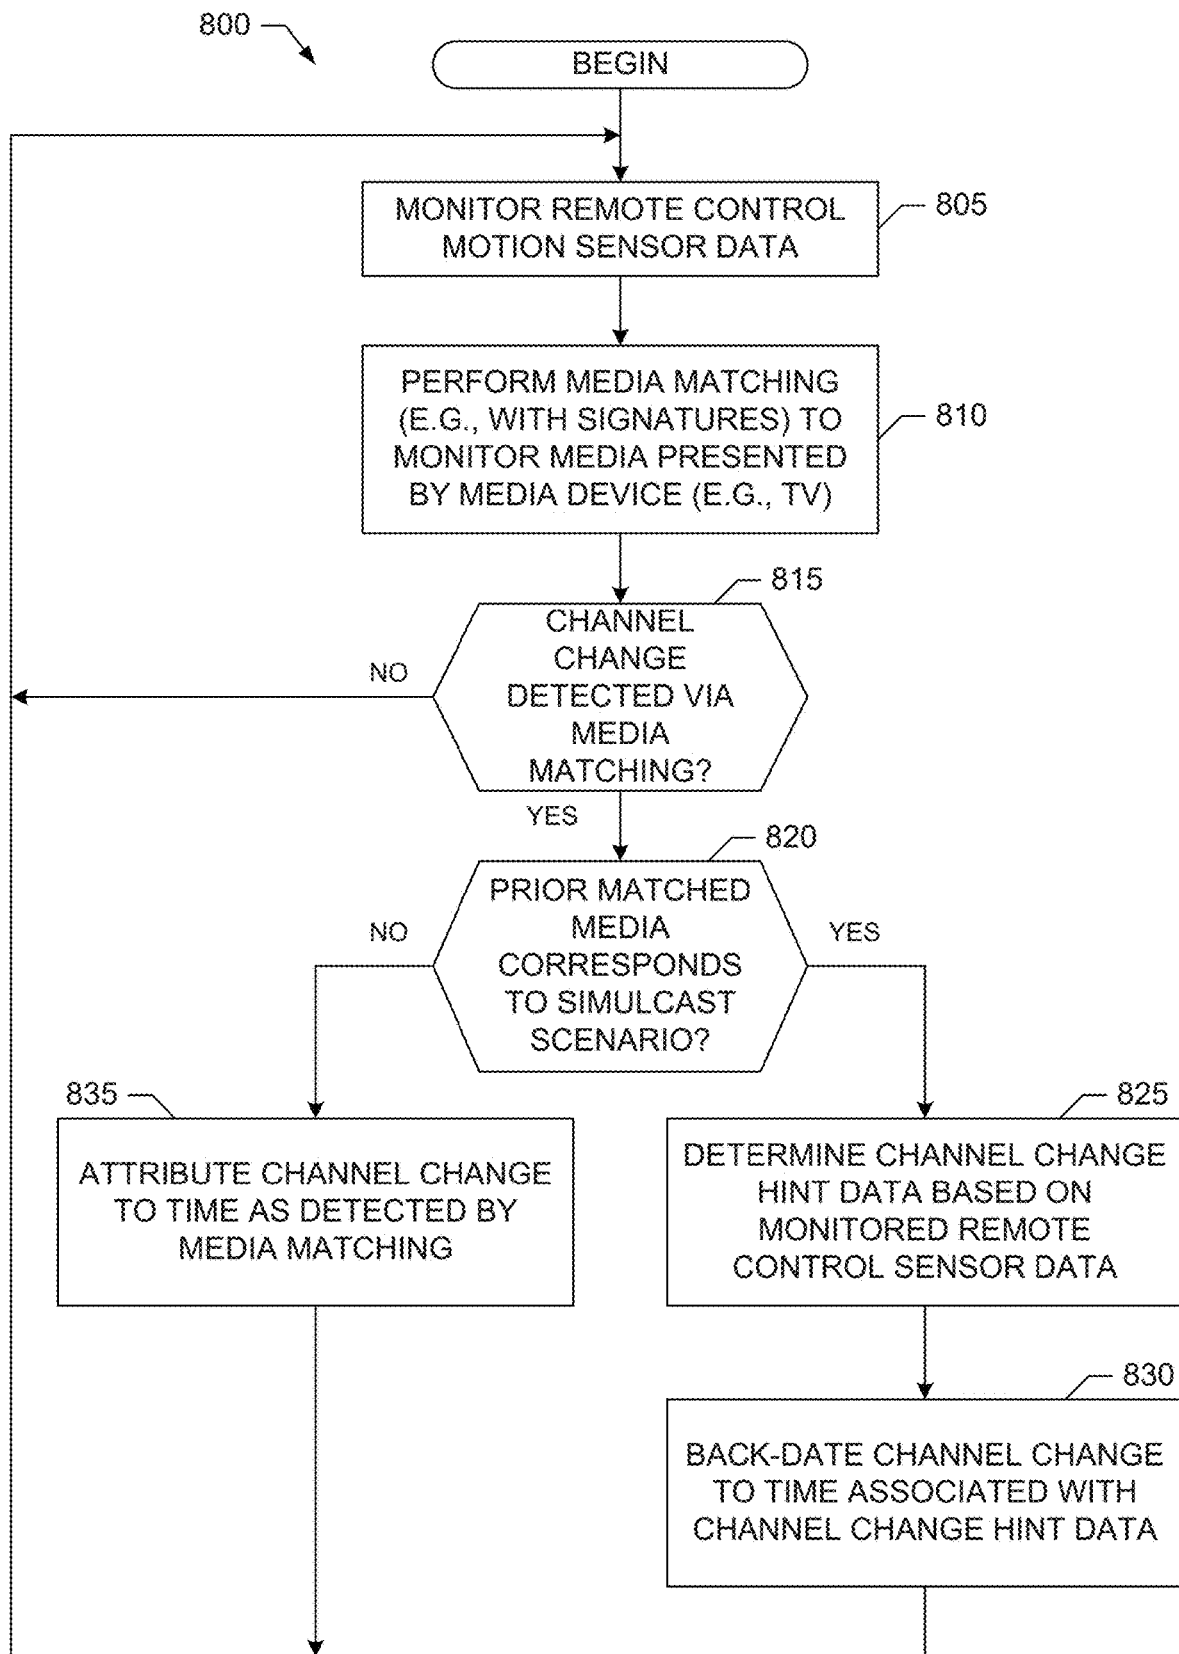 800
BEGIN
MONITOR REMOTE CONTROL
MOTION SENSOR DATA
805
PERFORM MEDIA MATCHING
(E.G., WITH SIGNATURES) TO
MONITOR MEDIA PRESENTED
BY MEDIA DEVICE (E.G., TV)
810
815
CHANNEL
CHANGE
DETECTED VIA
MEDIA
MATCHING?
NO
YES
820
PRIOR MATCHED
MEDIA
CORRESPONDS
TO SIMULCAST
SCENARIO?
NO
YES
835
ATTRIBUTE CHANNEL CHANGE
TO TIME AS DETECTED BY
MEDIA MATCHING
825
DETERMINE CHANNEL CHANGE
HINT DATA BASED ON
MONITORED REMOTE
CONTROL SENSOR DATA
830
BACK-DATE CHANNEL CHANGE
TO TIME ASSOCIATED WITH
CHANNEL CHANGE HINT DATA